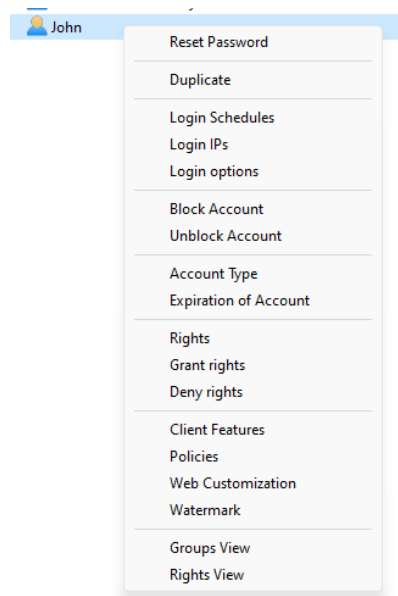 John
Reset Password
Duplicate
Login Schedules
Login IPs
Login options
Block Account
Unblock Account
Account Type
Expiration of Account
Rights
Grant rights
Deny rights
Client Features
Policies
Web Customization
Watermark
Groups View
Rights View